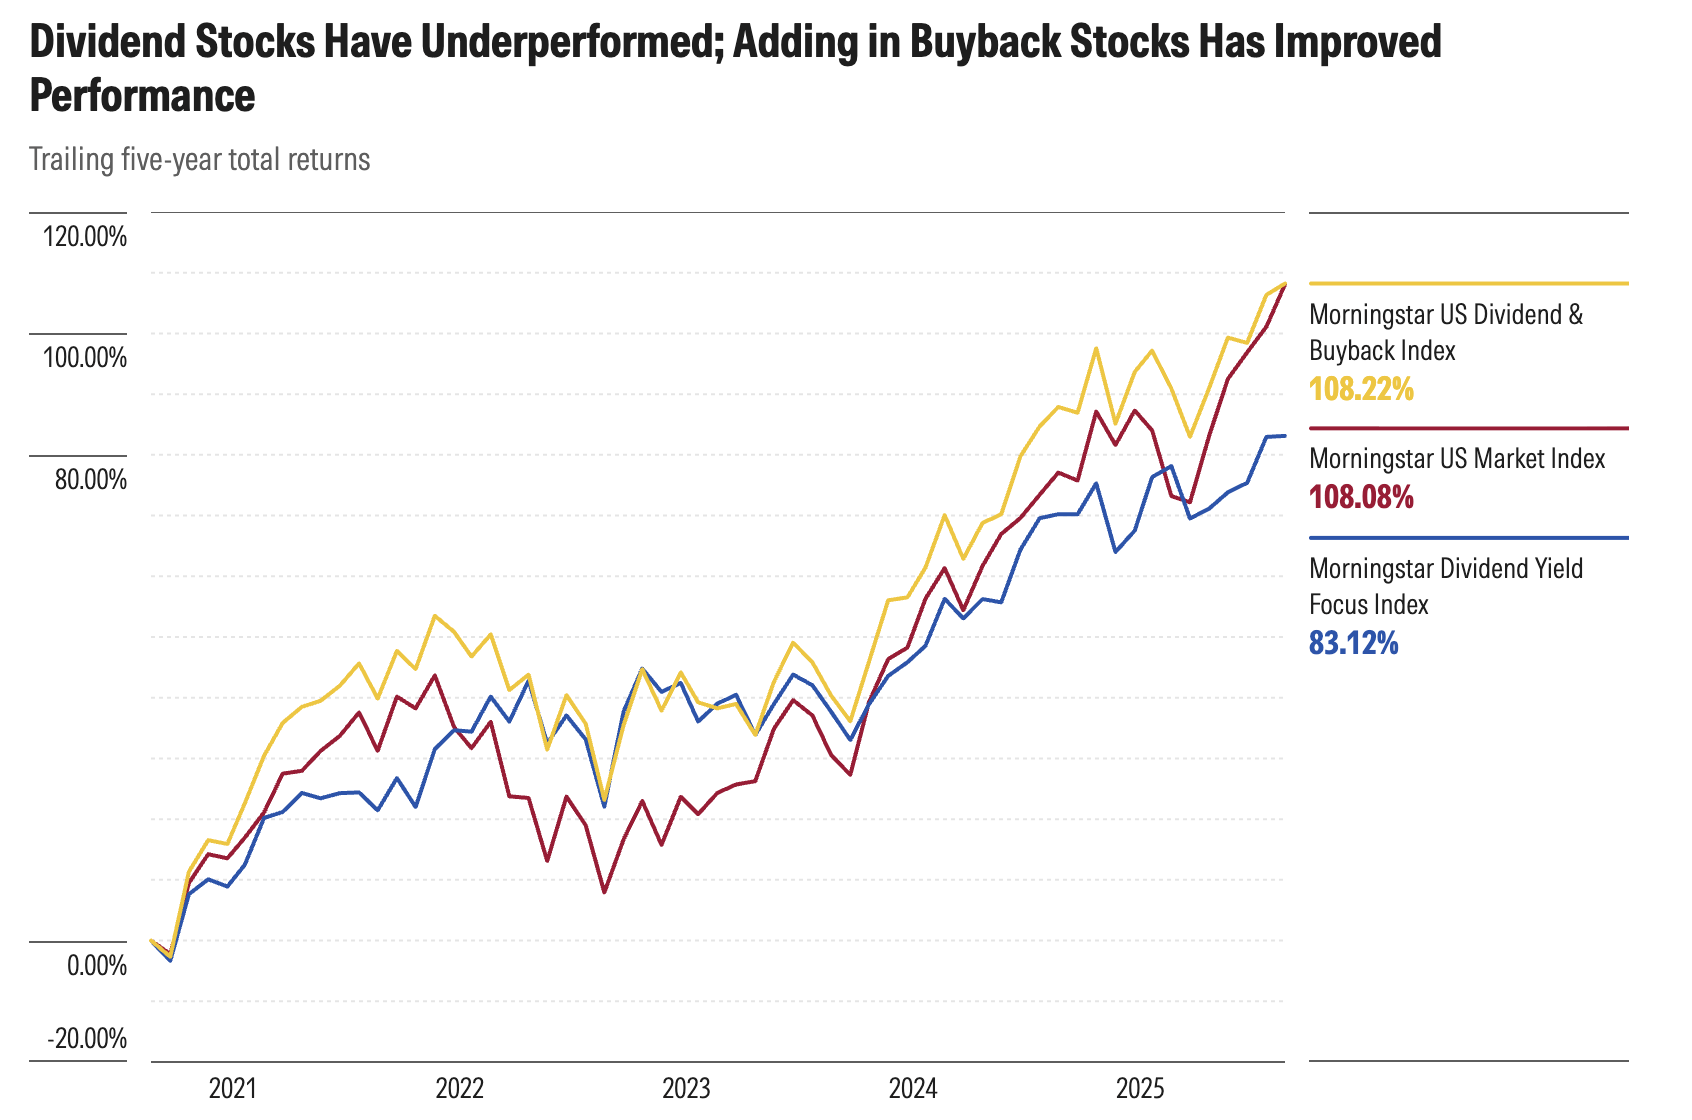 Dividend Stocks Have Underperformed; Adding in Buyback Stocks Has Improved
Performance
Trailing five-year total returns
120.00%
100.00%
80.00%
0.00%
-20.00%
2021
2022
2023
2024
2025
Morningstar US Dividend &
Buyback Index
108.22%
Morningstar US Market Index
108.08%
Morningstar Dividend Yield
Focus Index
83.12%